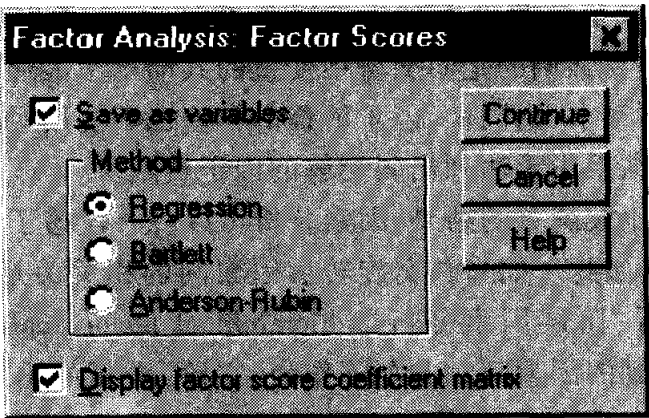 Factor Analysis: Factor Scores
Save as variables
Continue
Method
Cancel
Regression
Help
Bartlett
Anderson-Rubin
Display factor score coefficient matrix